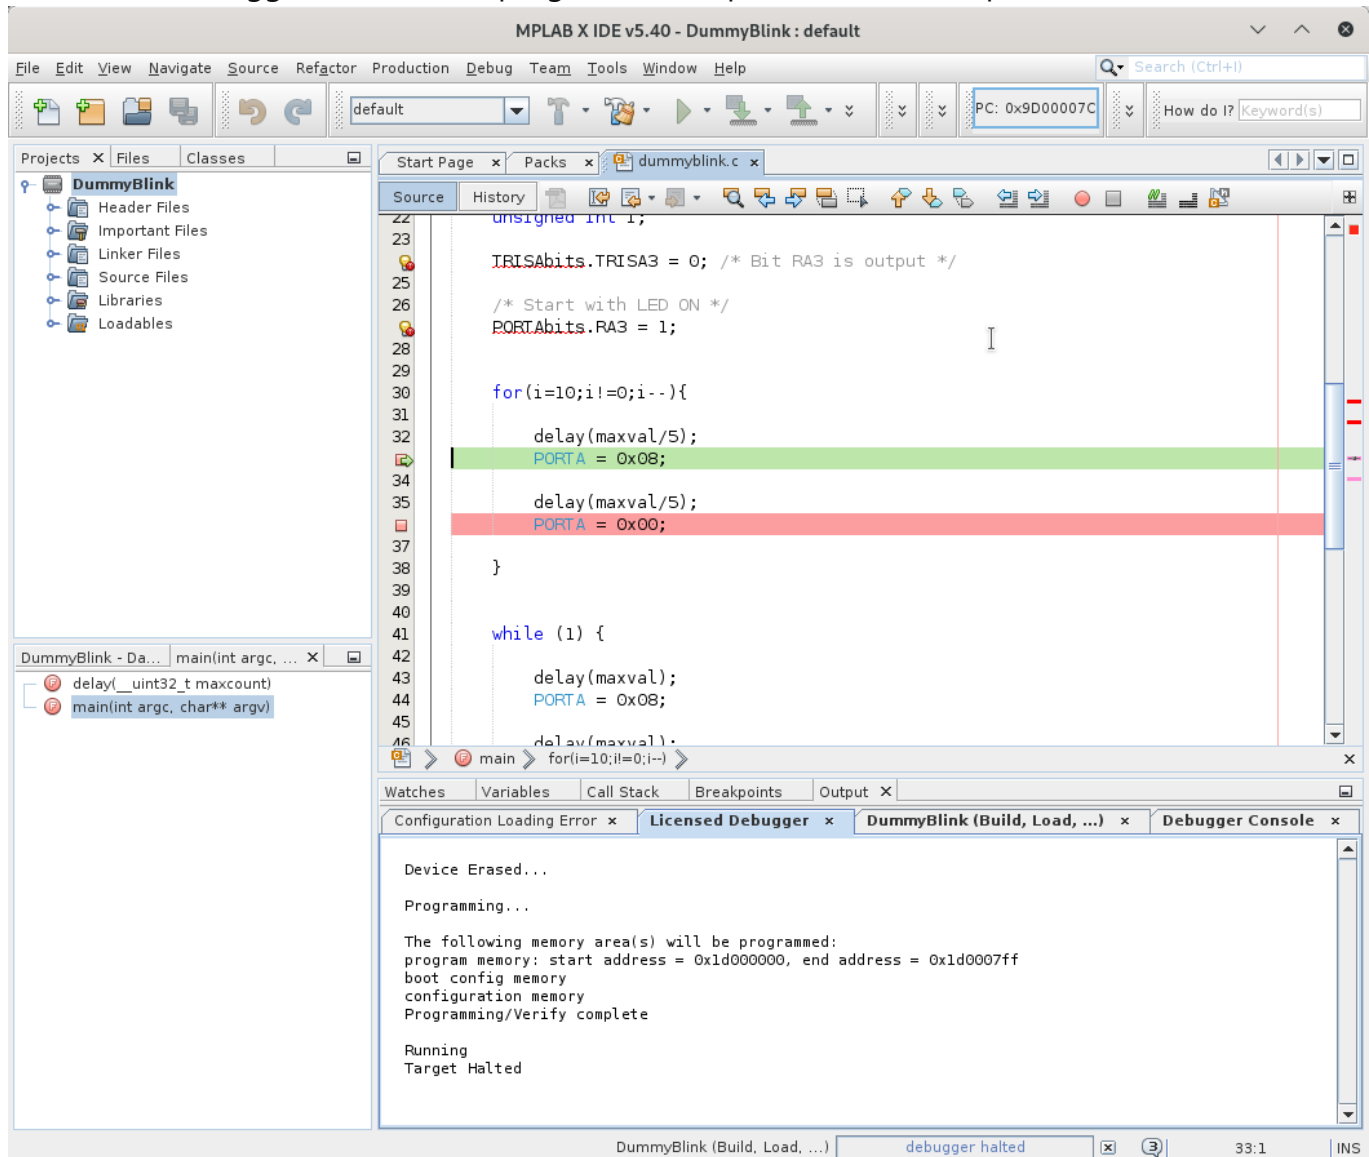 MPLAB X IDE v5.40 - DummyBlink : default
File Edit View Navigate Source Refactor Production Debug Team Tools Window Help Search (Ctrl+I)
default PC: 0x9D00007C How do I? Keyword(s)
Projects Files Classes
Start Page Packs dummyblink.c
DummyBlink
Header Files
Important Files
Linker Files
Source Files
Libraries
Loadables
Source History
22 unsigned int i;
23
TRISAbits.TRISA3 = 0; /* Bit RA3 is output */
25
26 /* Start with LED ON */
PORTAbits.RA3 = 1;
28
29
30 for(i=10;i!=0;i--){
31
32 delay(maxval/5);
PORTA = 0x08;
34
35 delay(maxval/5);
PORTA = 0x00;
37
38 }
39
40
41 while (1) {
42
43 delay(maxval);
44 PORTA = 0x08;
45
46 delay(maxval);
main for(i=10;i!=0;i--)
DummyBlink - Da... main(int argc, ...
delay(__uint32_t maxcount)
main(int argc, char** argv)
Watches Variables Call Stack Breakpoints Output
Configuration Loading Error Licensed Debugger DummyBlink (Build, Load, ...) Debugger Console
Device Erased...
Programming...
The following memory area(s) will be programmed:
program memory: start address = 0x1d000000, end address = 0x1d0007ff
boot config memory
configuration memory
Programming/Verify complete
Running
Target Halted
DummyBlink (Build, Load, ...) debugger halted 3 33:1 INS